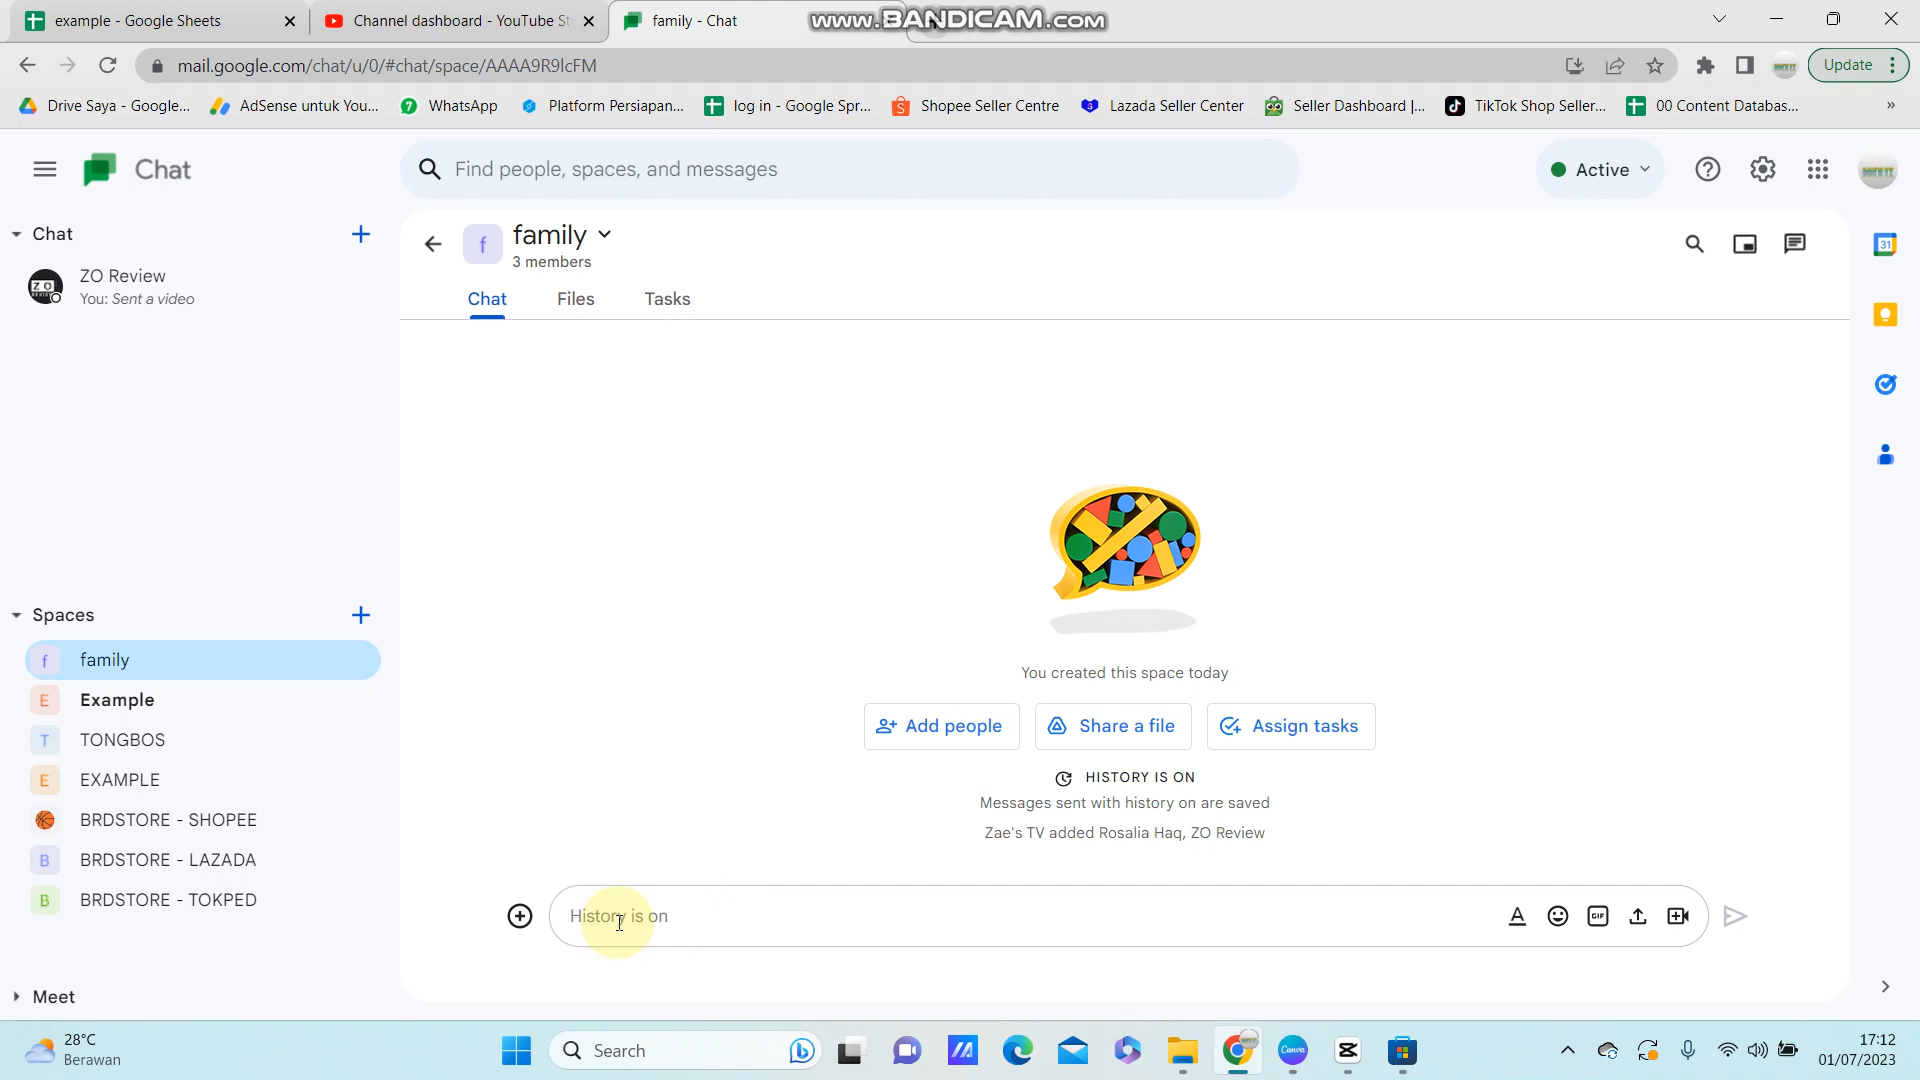 example - Google Sheets
Channel dashboard - YouTube St
family - Chat
www.BANDICAM.com
mail.google.com/chat/u/0/#chat/space/AAAA9R9lcFM
Update
Drive Saya - Google...
AdSense untuk You...
7
WhatsApp
Platform Persiapan...
log in - Google Spr...
Shopee Seller Centre
Lazada Seller Center
Seller Dashboard |...
TikTok Shop Seller...
00 Content Databas...
»
Chat
Find people, spaces, and messages
Active
Chat
ZO Review
You: Sent a video
f
family
3 members
31
Chat
Files
Tasks
Spaces
f family
E Example
T TONGBOS
E EXAMPLE
BRDSTORE - SHOPEE
B BRDSTORE - LAZADA
B BRDSTORE - TOKPED
Meet
You created this space today
Add people
Share a file
Assign tasks
HISTORY IS ON
Messages sent with history on are saved
Zae's TV added Rosalia Haq, ZO Review
History is on
GIF
28°C
Berawan
Search
Canva
17:12
01/07/2023